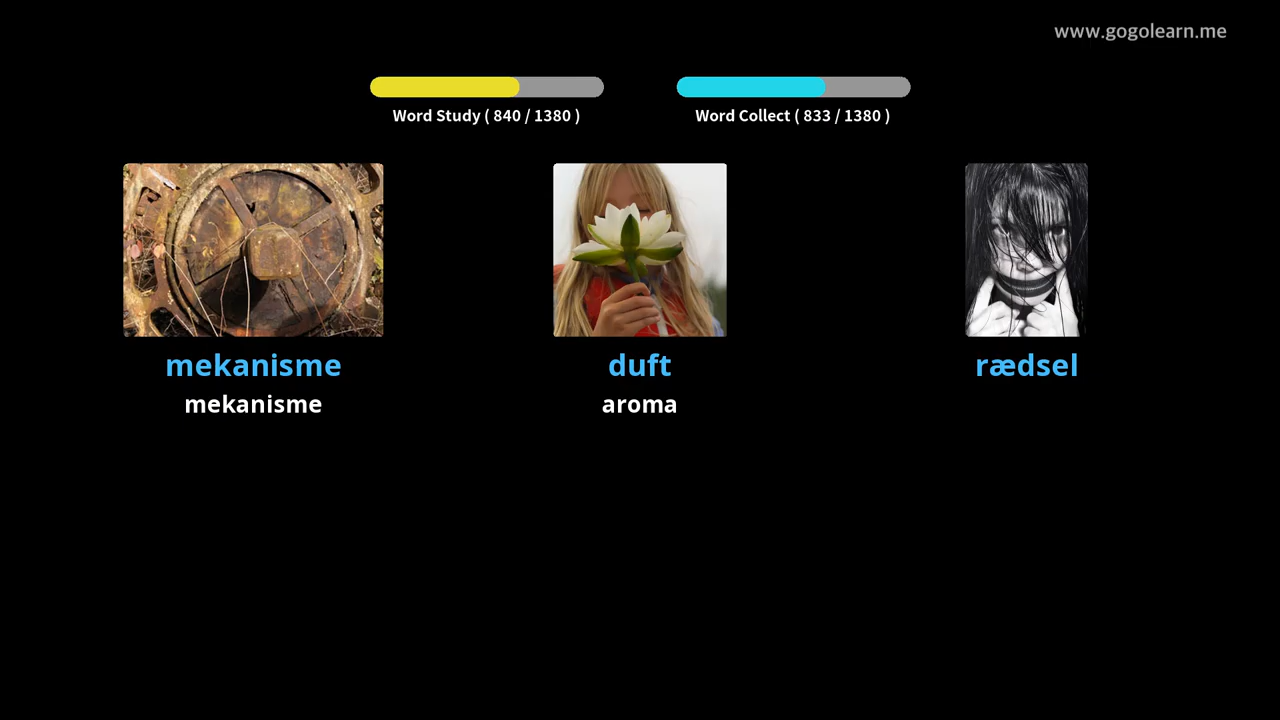 www.gogolearn.me
Word Study ( 840 / 1380 )
Word Collect ( 833 / 1380 )
mekanisme
duft
rædsel
mekanisme
aroma